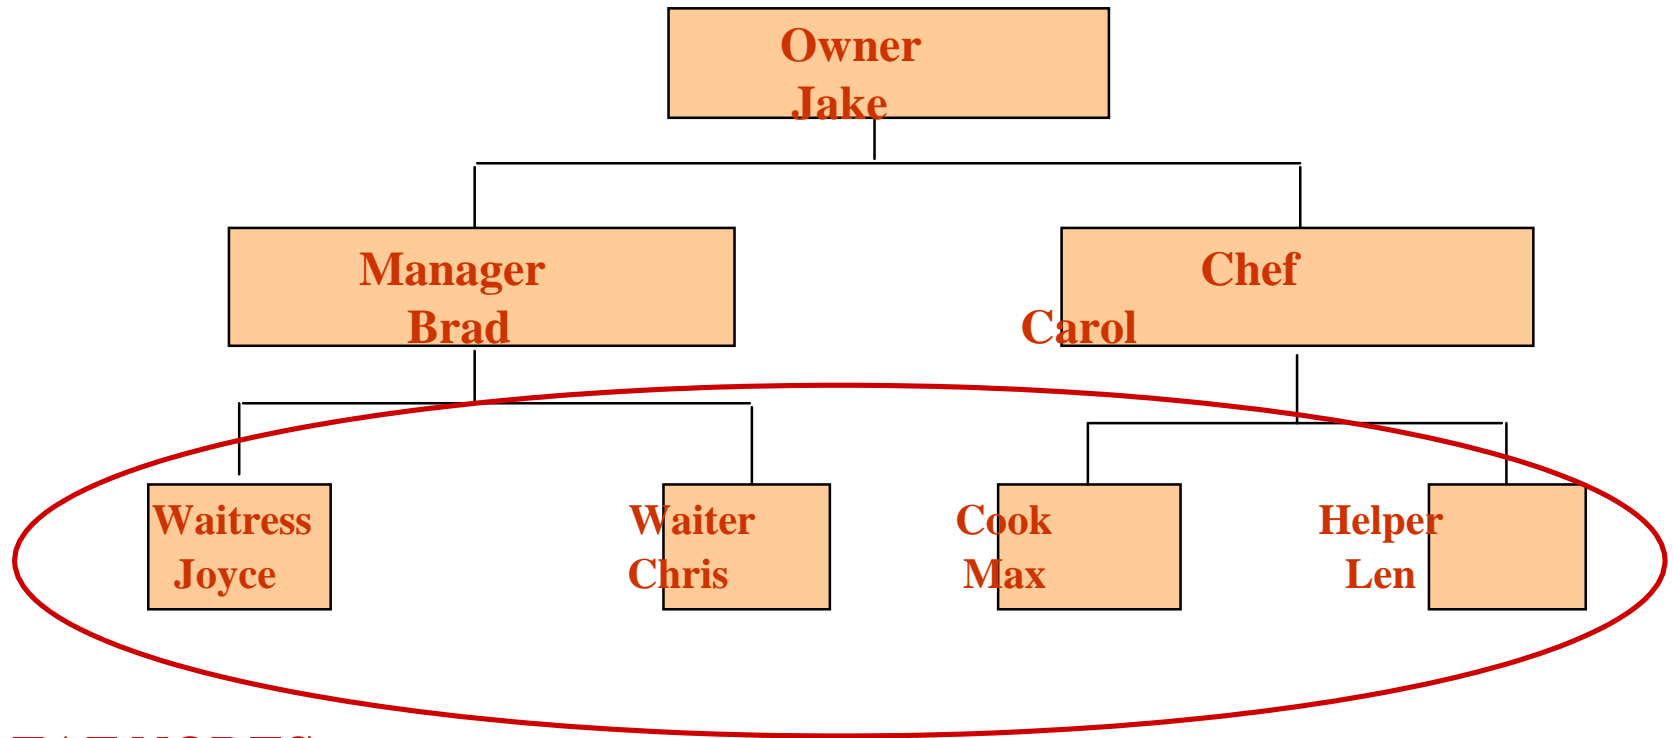 Owner
Jake
Manager
Brad
Chef
Carol
Waitress
Joyce
Waiter
Chris
Cook
Max
Helper
Len